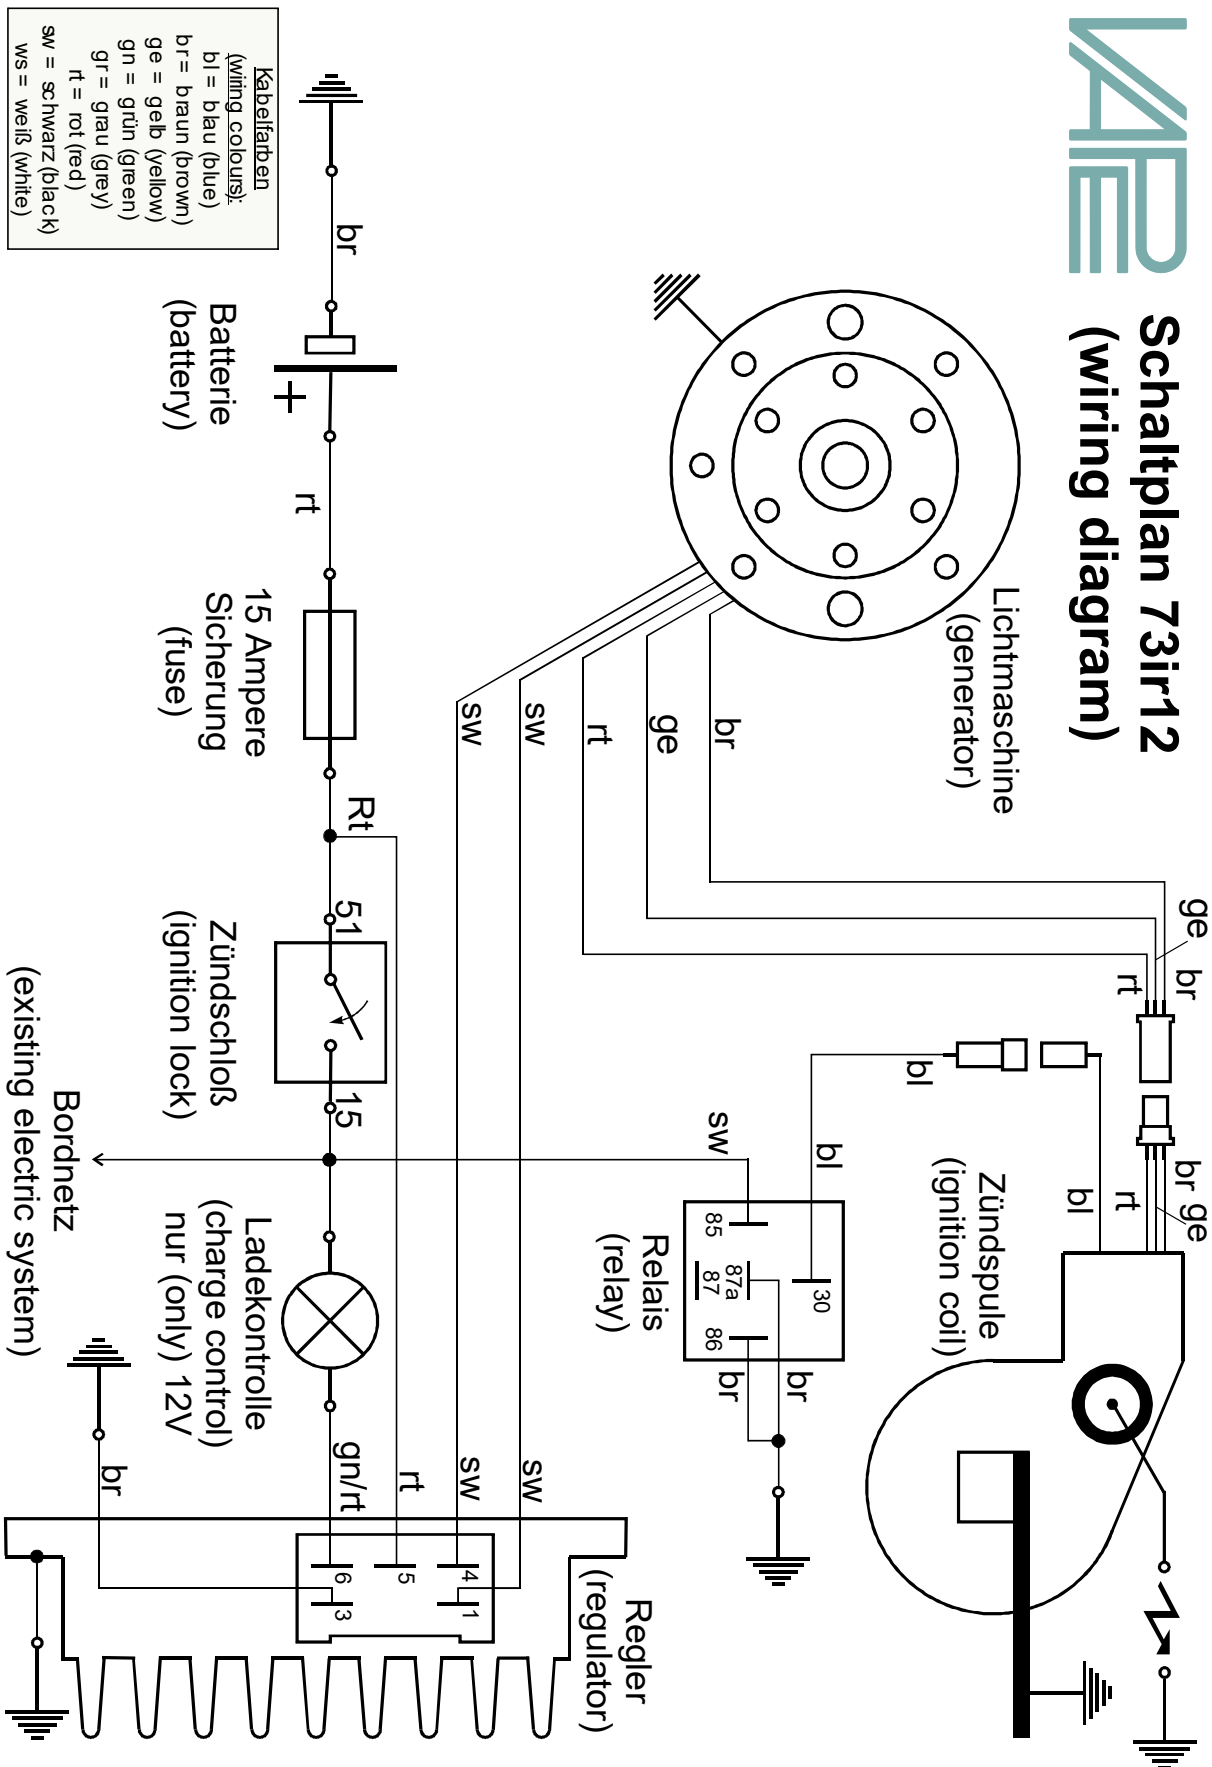 VAPE
Schaltplan 73ir12
(wiring diagram)
Lichtmaschine
(generator)
br
ge
rt
sw
sw
ge
br
rt
br
ge
rt
bl
bl
bl
Zündspule
(ignition coil)
sw
85
87a
87
86
30
Relais
(relay)
br
br
Kabelfarben
(wiring colours):
bl = blau (blue)
br = braun (brown)
ge = gelb (yellow)
gn = grün (green)
gr = grau (grey)
rt = rot (red)
sw = schwarz (black)
ws = weiß (white)
br
Batterie
(battery)
+
rt
15 Ampere
Sicherung
(fuse)
Rt
51
15
Zündschloß
(ignition lock)
Bordnetz
(existing electric system)
Ladekontrolle
(charge control)
nur (only) 12V
gn/rt
rt
sw
sw
br
4
1
5
6
3
Regler
(regulator)